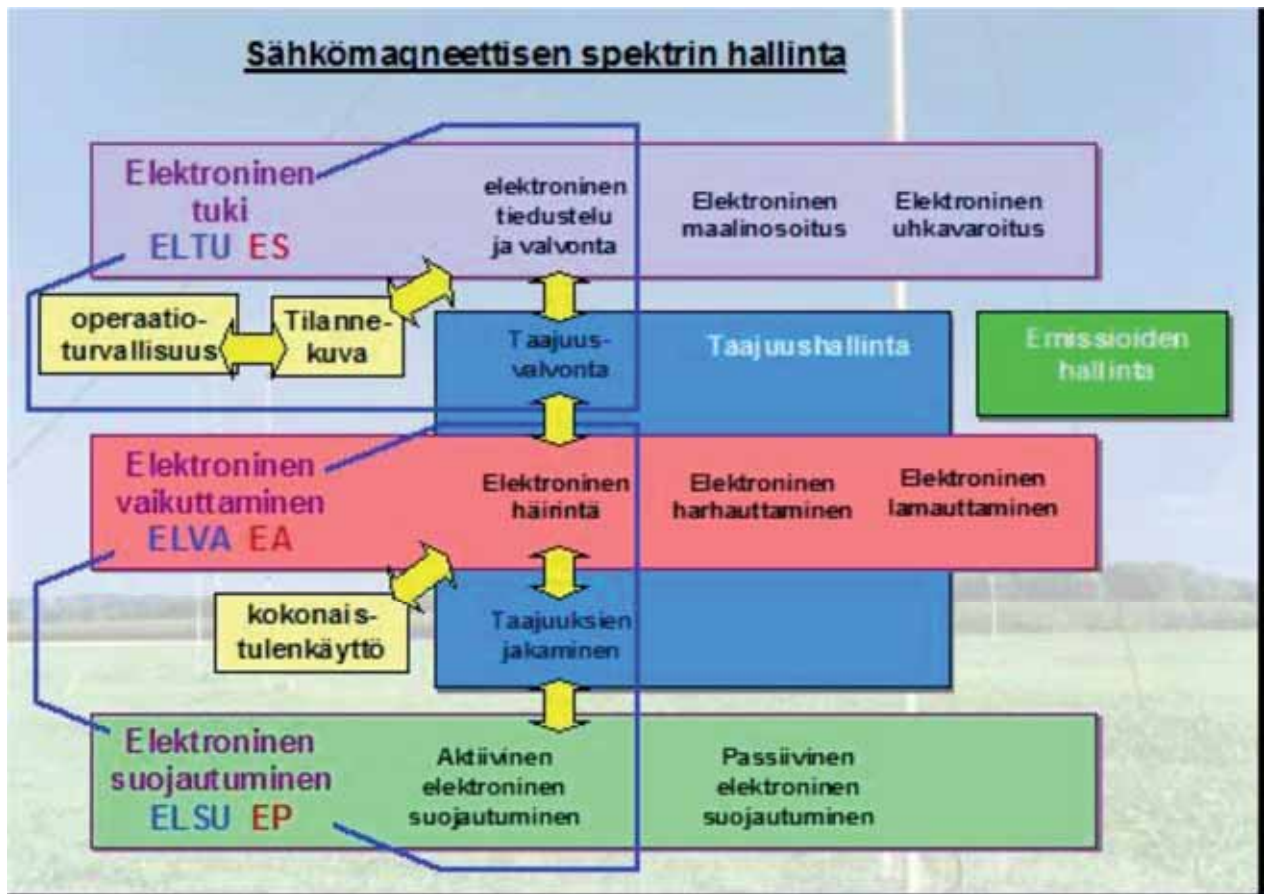 Sähkömagneettisen spektrin hallinta
Elektroninen
tuki
ELTU ES
elektroninen
tiedustelu
ja valvonta
Elektroninen
maalinosoitus
Elektroninen
uhkavaroitus
operaatio-
turvallisuus
Tilanne-
kuva
Taajuus-
valvonta
Taajuushallinta
Emissioiden
hallinta
Elektroninen
vaikuttaminen
ELVA EA
Elektroninen
häirintä
Elektroninen
harhauttaminen
Elektroninen
lamauttaminen
kokonais-
tulenkäyttö
Taajuuksien
jakaminen
Elektroninen
suojautuminen
ELSU EP
Aktiivinen
elektroninen
suojautuminen
Passiivinen
elektroninen
suojautuminen